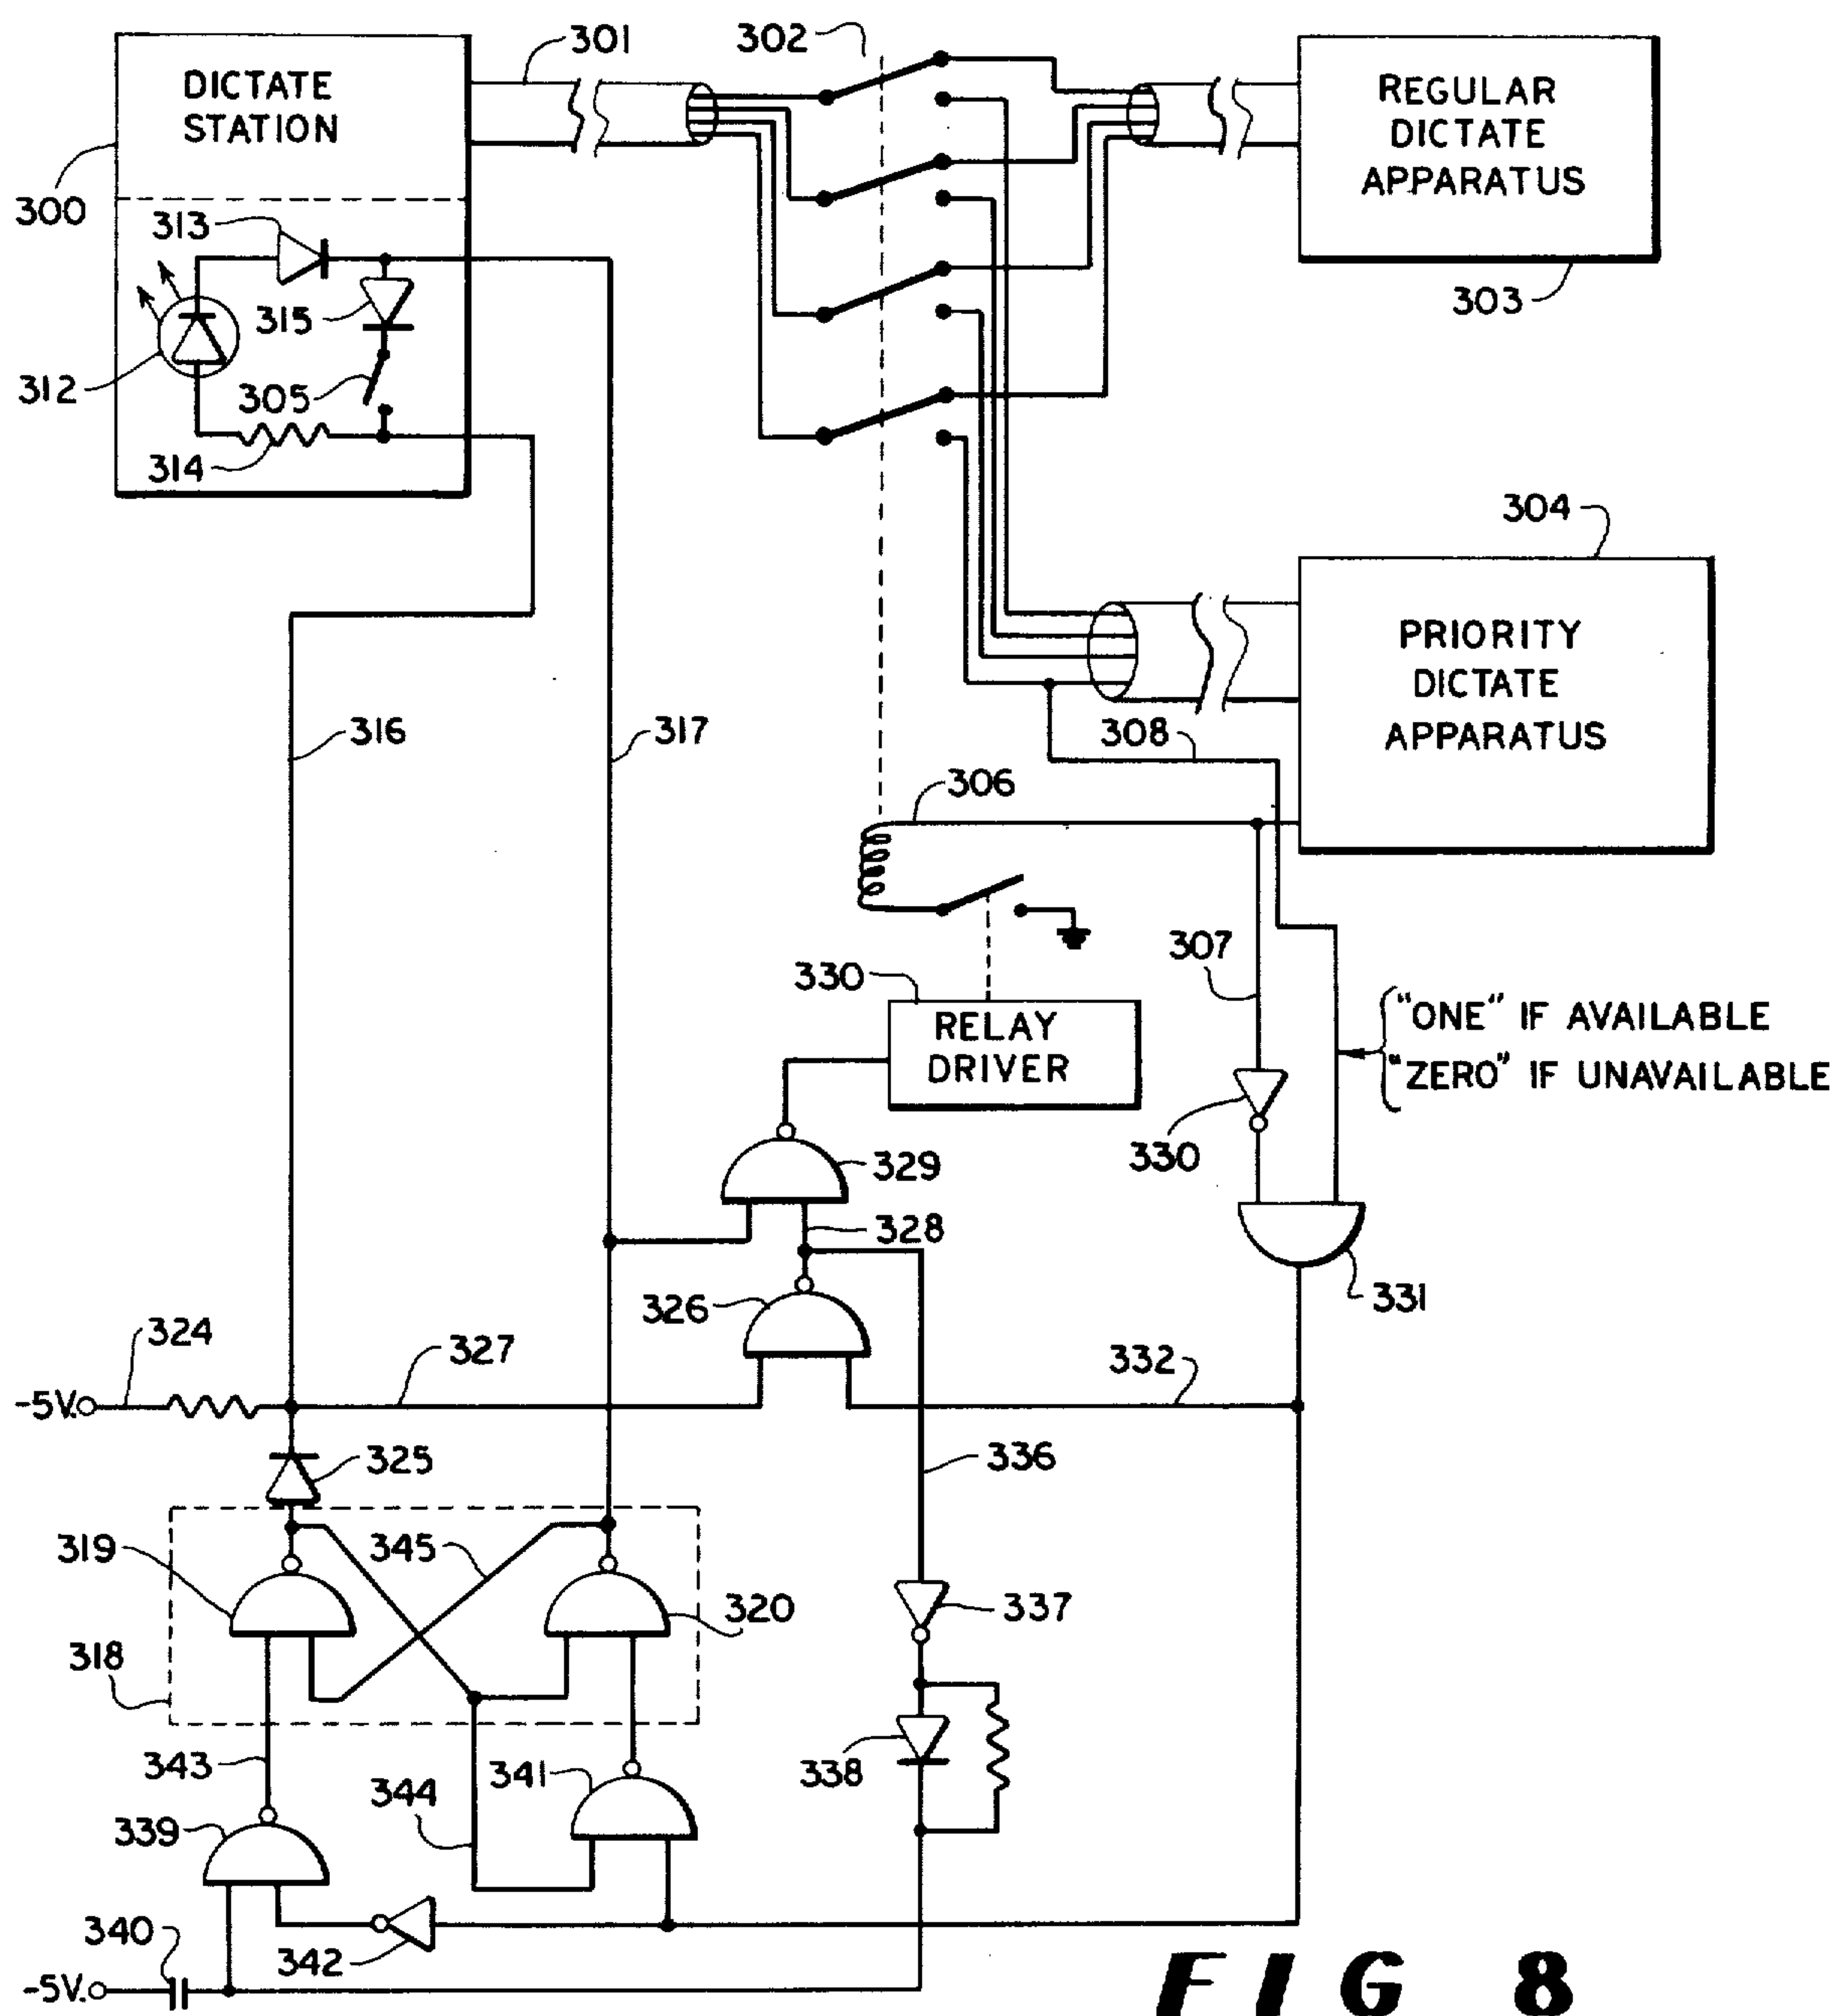 301
302
DICTATE
STATION
REGULAR
DICTATE
APPARATUS
300
313
303
315
312
305
314
304
PRIORITY
DICTATE
APPARATUS
316
317
308
306
307
330
RELAY
DRIVER
"ONE" IF AVAILABLE
"ZERO" IF UNAVAILABLE
330
329
328
326
331
324
327
332
-5V.
325
336
319
345
337
320
318
343
341
338
344
339
340
342
-5V.
FIG 8